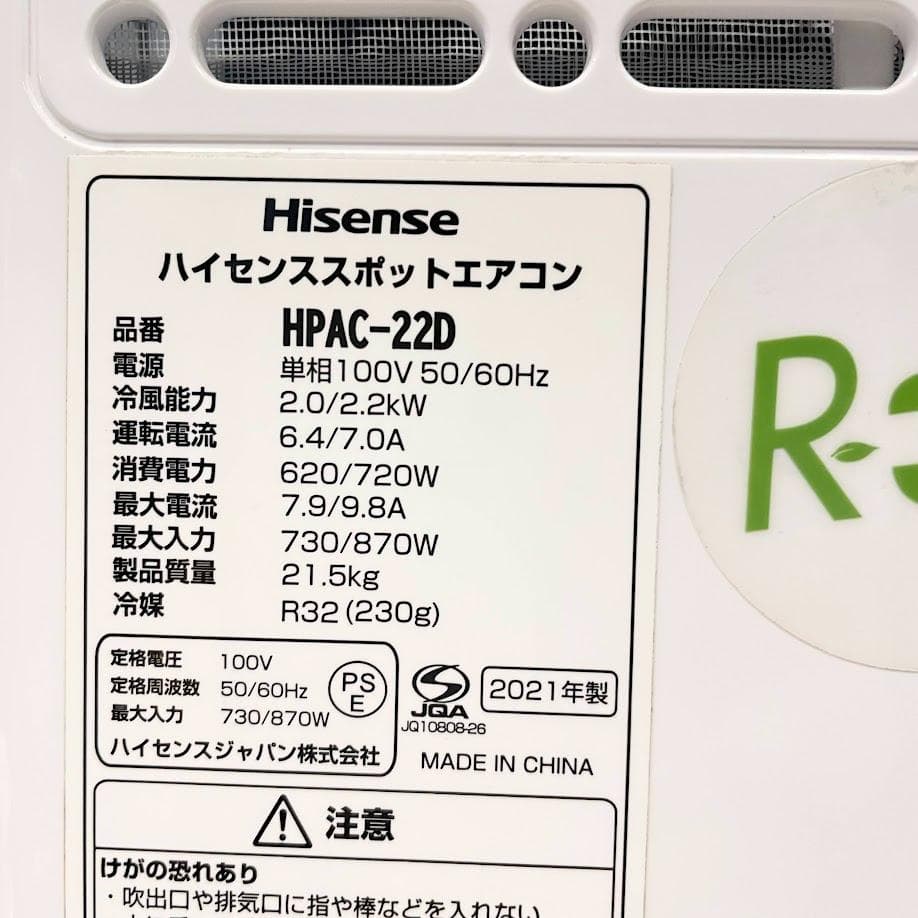 Hisense
ハイセンススポットエアコン
品番 HPAC-22D
電源 単相100V 50/60Hz
冷風能力 2.0/2.2kW
運転電流 6.4/7.0A
消費電力 620/720W
最大電流 7.9/9.8A
最大入力 730/870W
製品質量 21.5kg
冷媒 R32 (230g)
定格電圧 100V
定格周波数 50/60Hz
最大入力 730/870W
ハイセンスジャパン株式会社
PS
E
JQA
JQ10808-26
2021年製
MADE IN CHINA
注意
けがの恐れあり
・吹出口や排気口に指や棒などを入れない
R-3